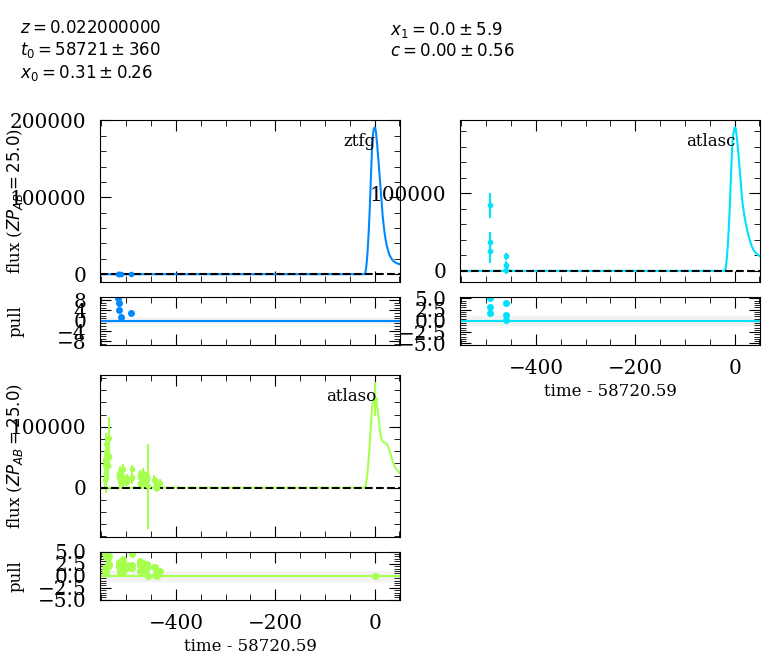 z = 0.022000000
t₀ = 58721 ± 360
x₀ = 0.31 ± 0.26
x₁ = 0.0 ± 5.9
c = 0.00 ± 0.56
200000
100000
0
flux (ZP_AB = 25.0)
ztfg
8
4
0
−4
−8
pull
100000
0
atlasc
5.0
2.5
0.0
−2.5
−5.0
−400
−200
0
time - 58720.59
100000
0
flux (ZP_AB = 25.0)
atlaso
5.0
2.5
0.0
−2.5
−5.0
pull
−400
−200
0
time - 58720.59